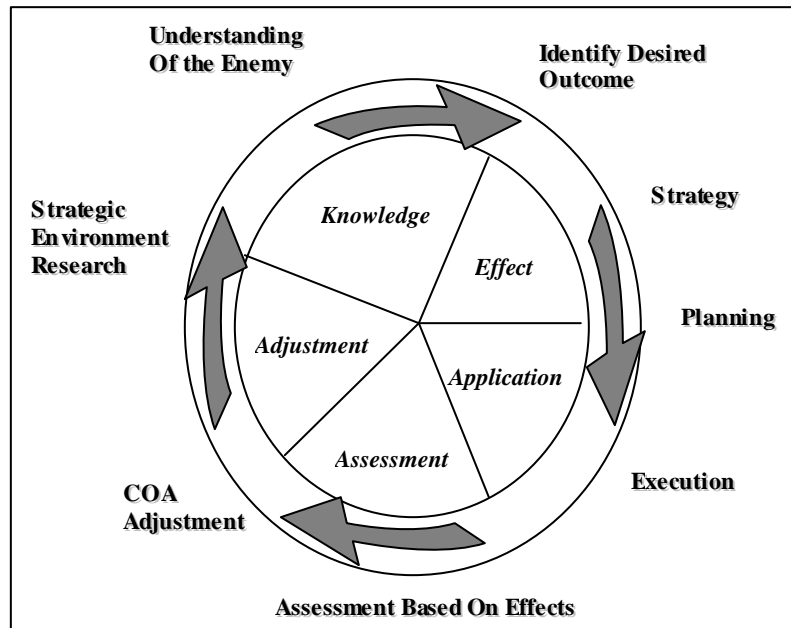 Understanding
Of the Enemy
Identify Desired
Outcome
Strategic
Environment
Research
Knowledge
Strategy
Effect
Planning
Adjustment
Application
Assessment
Execution
COA
Adjustment
Assessment Based On Effects